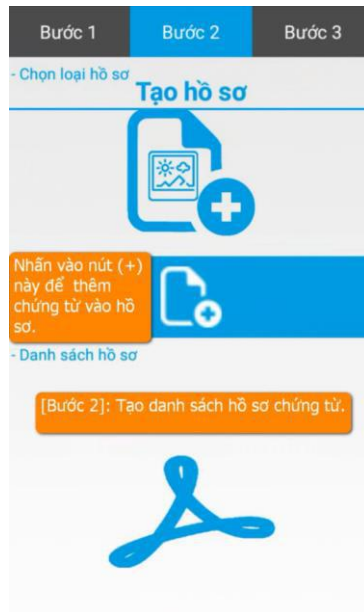 Bước 1 Bước 2 Bước 3
- Chọn loại hồ sơ
Tạo hồ sơ
Nhấn vào nút (+)
này để thêm
chứng từ vào hồ
sơ.
- Danh sách hồ sơ
[Bước 2]: Tạo danh sách hồ sơ chứng từ.